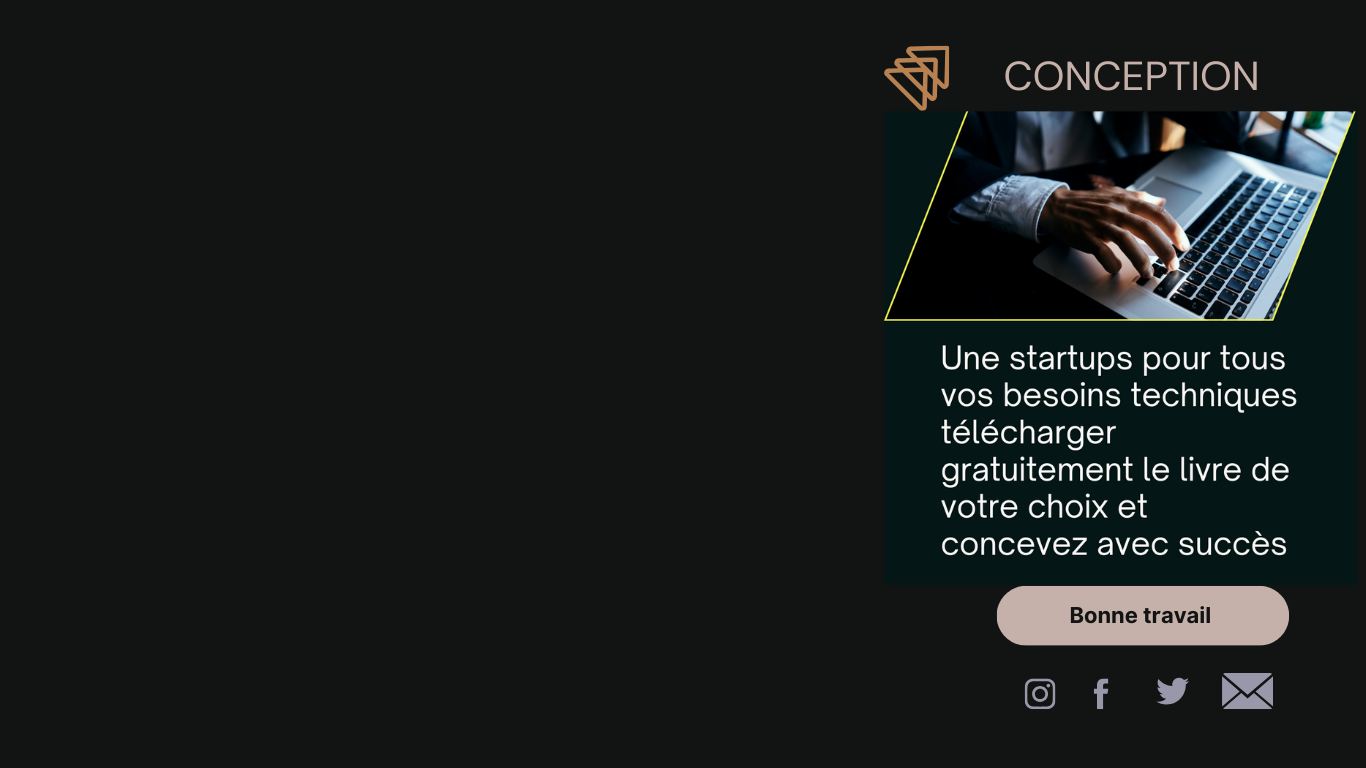 CONCEPTION
Une startups pour tous
vos besoins techniques
télécharger
gratuitement le livre de
votre choix et
concevez avec succès
Bonne travail